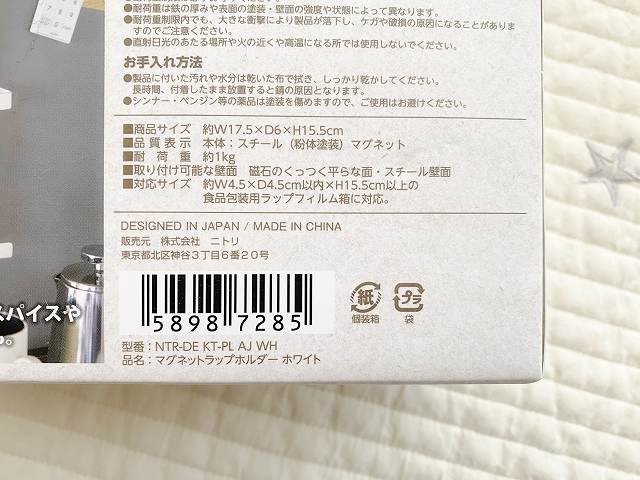 ●耐荷重は鉄の厚みや表面の塗装・壁面の強度や状態によって異なります。
●耐荷重制限内でも、大きな衝撃により製品が落下し、ケガや破損の原因になることがありますのでご注意ください。
●直射日光のあたる場所や火の近くや高温になる所では使用しないでください。
お手入れ方法
●製品に付いた汚れや水分は乾いた布で拭き、しっかり乾かしてください。
長時間、付着したまま放置すると錆の原因となります。
●シンナー・ベンジン等の薬品は塗装を傷めますので、ご使用はお避けください。
■商品サイズ 約W17.5×D6×H15.5cm
■品質表示 本体：スチール（粉体塗装）マグネット
■耐荷重 約1kg
■取り付け可能な壁面 磁石のくっつく平らな面・スチール壁面
■対応サイズ 約W4.5×D4.5cm以内×H15.5cm以上の
食品包装用ラップフィルム箱に対応。
DESIGNED IN JAPAN / MADE IN CHINA
販売元 株式会社 ニトリ
東京都北区神谷3丁目6番20号
5898 7285
紙
個装箱
プラ
袋
型番：NTR-DE KT-PL AJ WH
品名：マグネットラップホルダー ホワイト
スパイスや